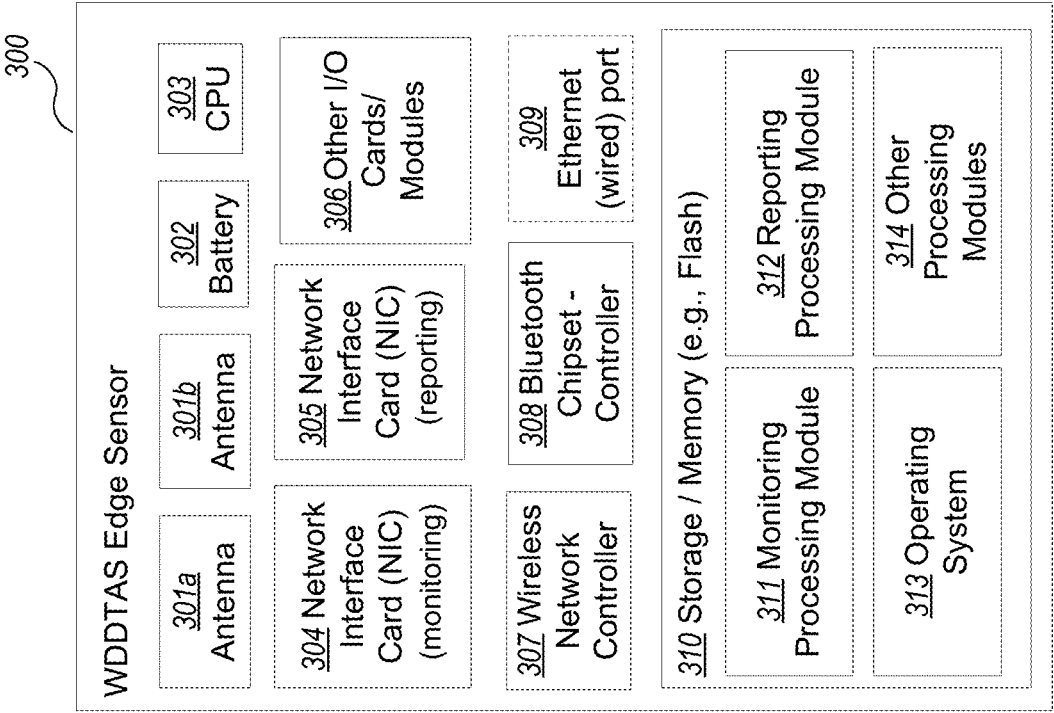 300
WDDTAS Edge Sensor
301a
Antenna
301b
Antenna
302
Battery
303
CPU
304 Network
Interface
Card (NIC)
(monitoring)
305 Network
Interface
Card (NIC)
(reporting)
306 Other I/O
Cards/
Modules
307 Wireless
Network
Controller
308 Bluetooth
Chipset -
Controller
309
Ethernet
(wired) port
310 Storage / Memory (e.g., Flash)
311 Monitoring
Processing Module
312 Reporting
Processing Module
313 Operating
System
314 Other
Processing
Modules